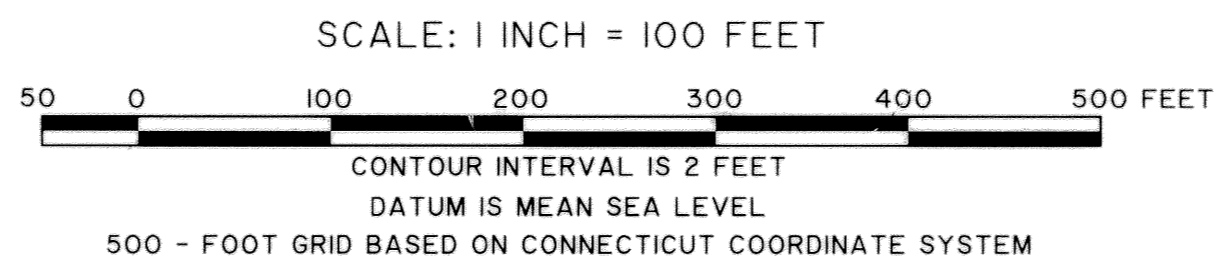 SCALE: 1 INCH = 100 FEET
50 0 100 200 300 400 500 FEET
CONTOUR INTERVAL IS 2 FEET
DATUM IS MEAN SEA LEVEL
500 - FOOT GRID BASED ON CONNECTICUT COORDINATE SYSTEM